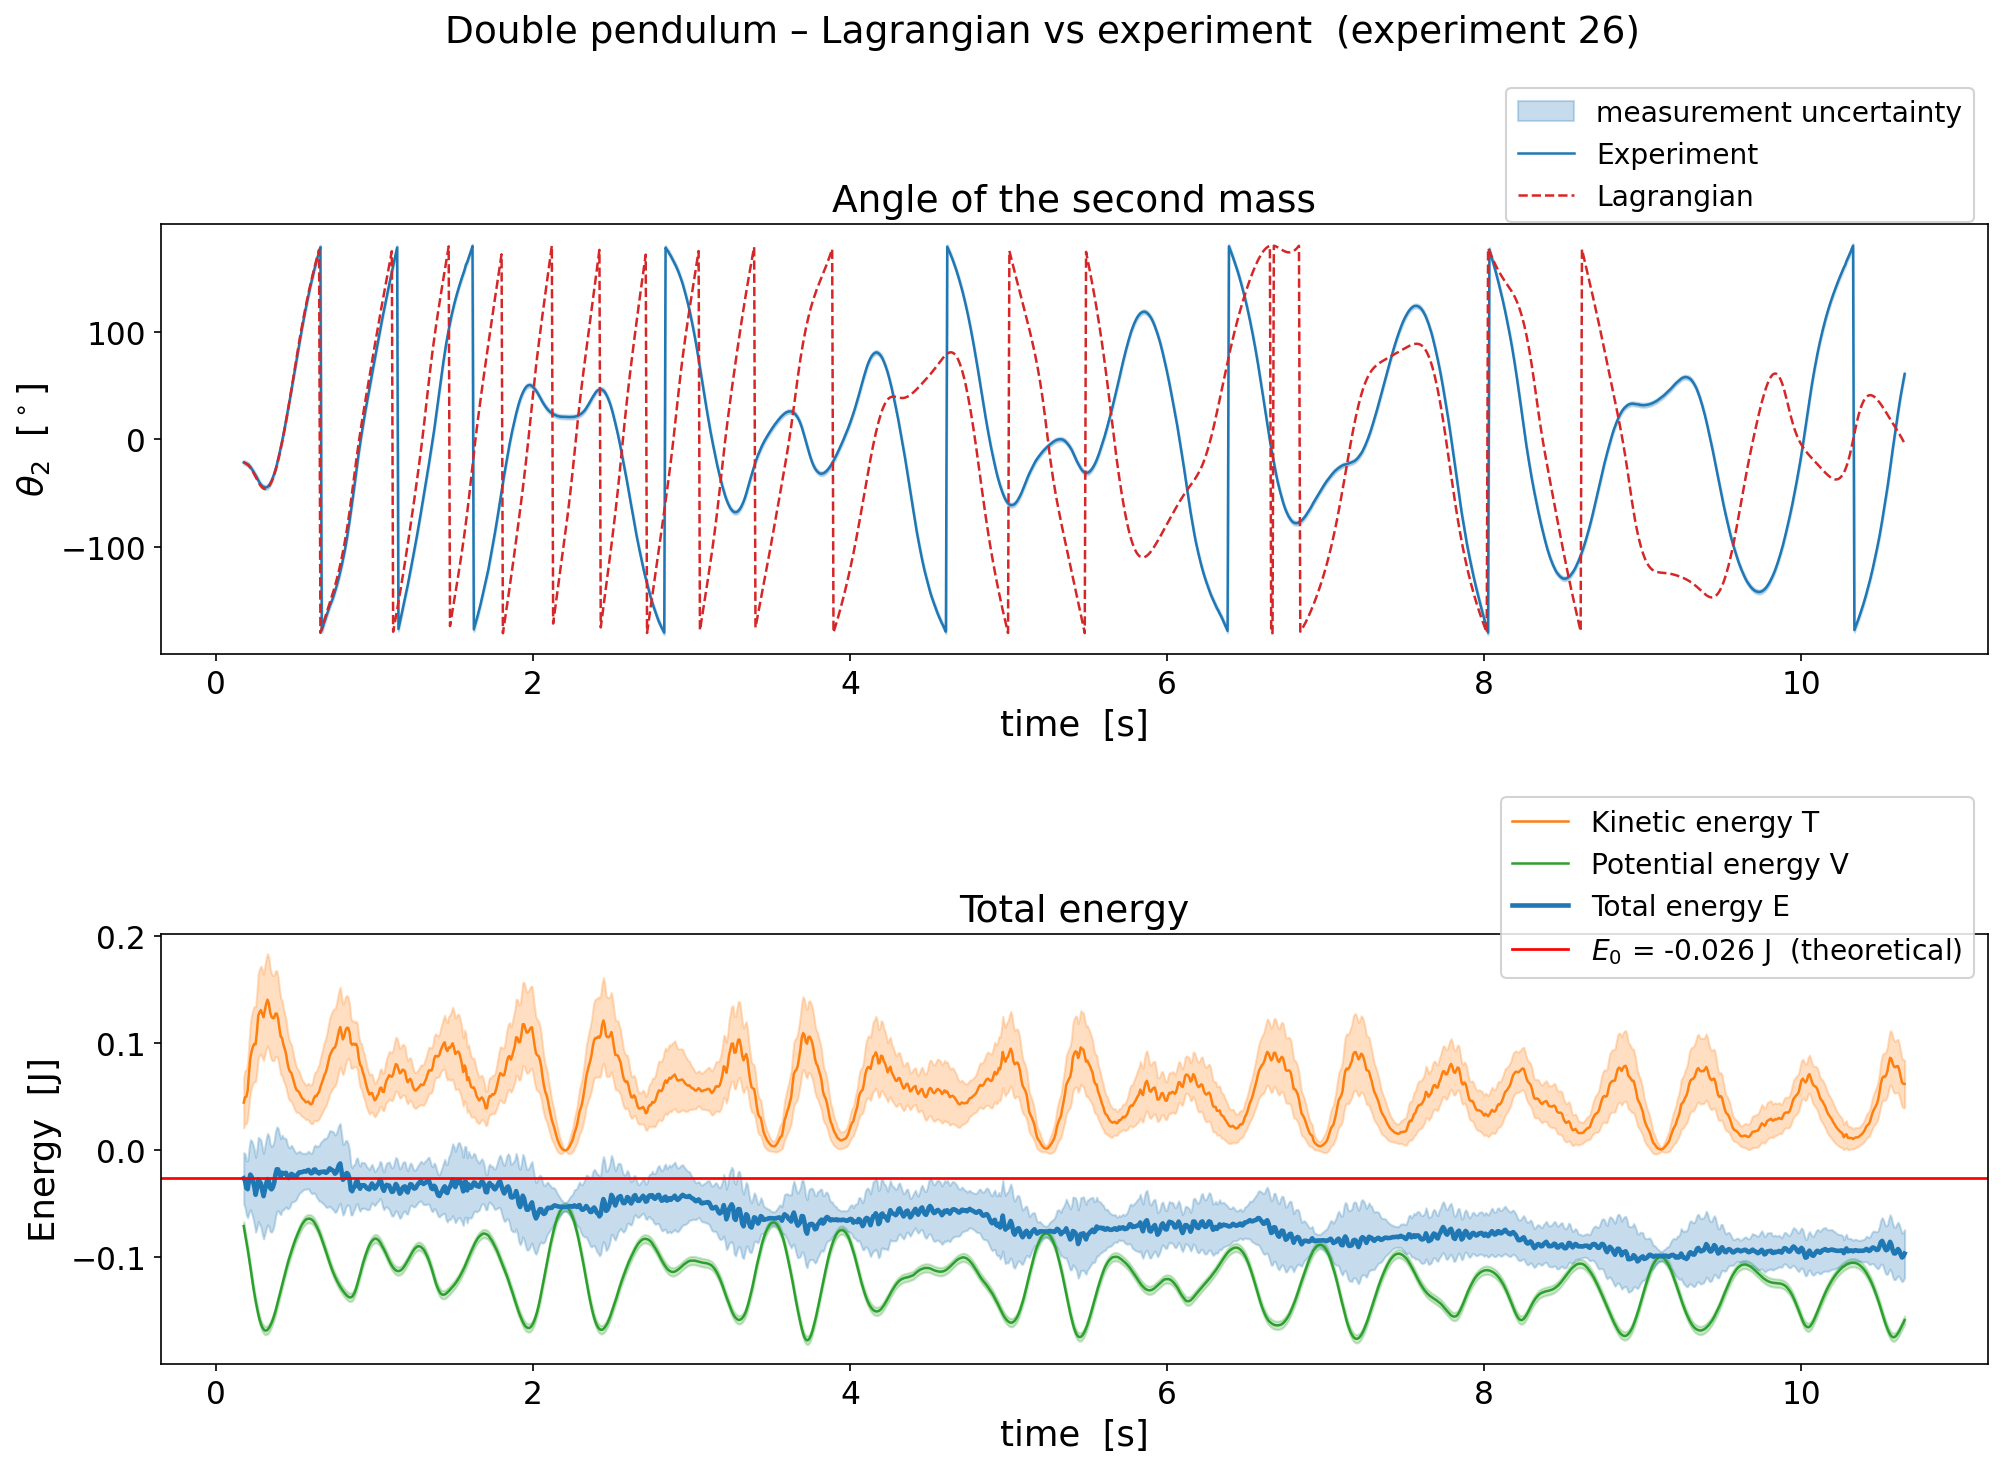 Double pendulum – Lagrangian vs experiment  (experiment 26)
measurement uncertainty
Experiment
Lagrangian
Angle of the second mass
θ₂ [°]
100
0
−100
0 2 4 6 8 10
time [s]
Kinetic energy T
Potential energy V
Total energy E
E₀ = -0.026 J  (theoretical)
Total energy
Energy [J]
0.2
0.1
0.0
−0.1
0 2 4 6 8 10
time [s]